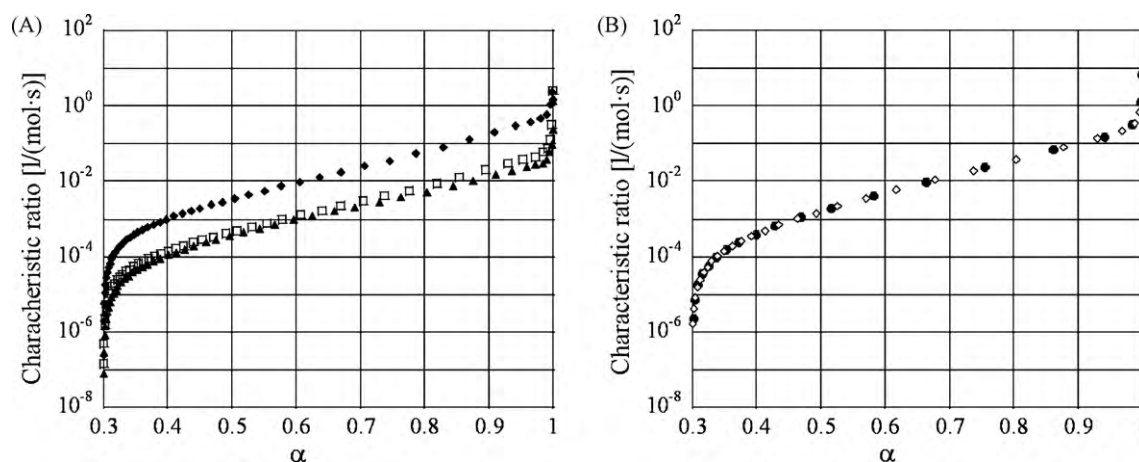 (A)
Characheristic ratio [l/(mol·s)]
10²
10⁰
10⁻²
10⁻⁴
10⁻⁶
10⁻⁸
0.3 0.4 0.5 0.6 0.7 0.8 0.9 1
α
(B)
Characteristic ratio [l/(mol·s)]
10²
10⁰
10⁻²
10⁻⁴
10⁻⁶
10⁻⁸
0.3 0.4 0.5 0.6 0.7 0.8 0.9 1
α